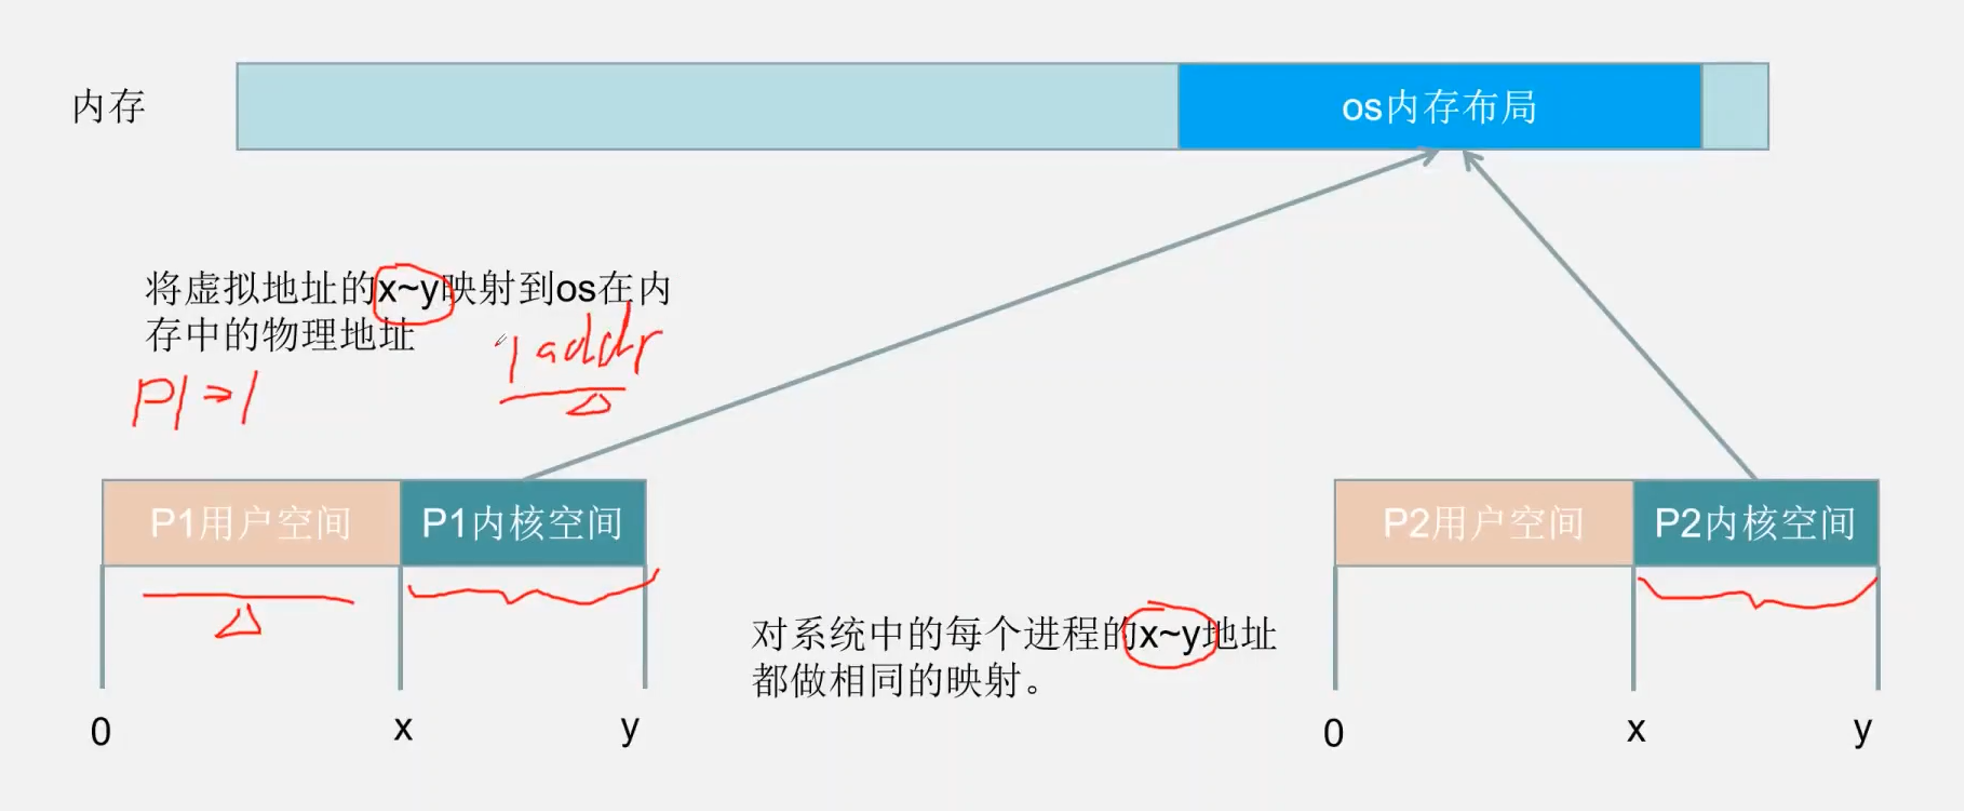 内存
os内存布局
将虚拟地址的x~y映射到os在内
存中的物理地址
addr
P1⇒1
P1用户空间
P1内核空间
P2用户空间
P2内核空间
对系统中的每个进程的x~y地址
都做相同的映射。
0
x
y
0
x
y